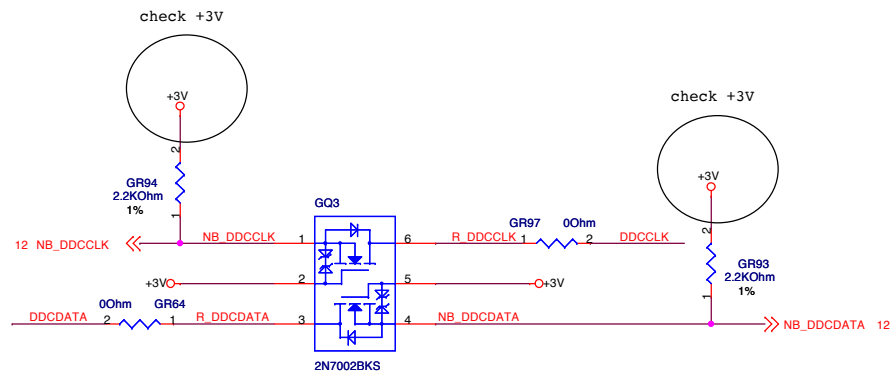 check +3V
+3V
2
GR94
2.2KOhm
1%
1
12 NB_DDCCLK
NB_DDCCLK
1
GQ3
6
R_DDCCLK
GR97
1
0Ohm
2
DDCCLK
check +3V
+3V
2
GR93
2.2KOhm
1%
1
+3V
2
5
+3V
DDCDATA
2
0Ohm
GR64
1
R_DDCDATA
3
4
NB_DDCDATA
NB_DDCDATA 12
2N7002BKS